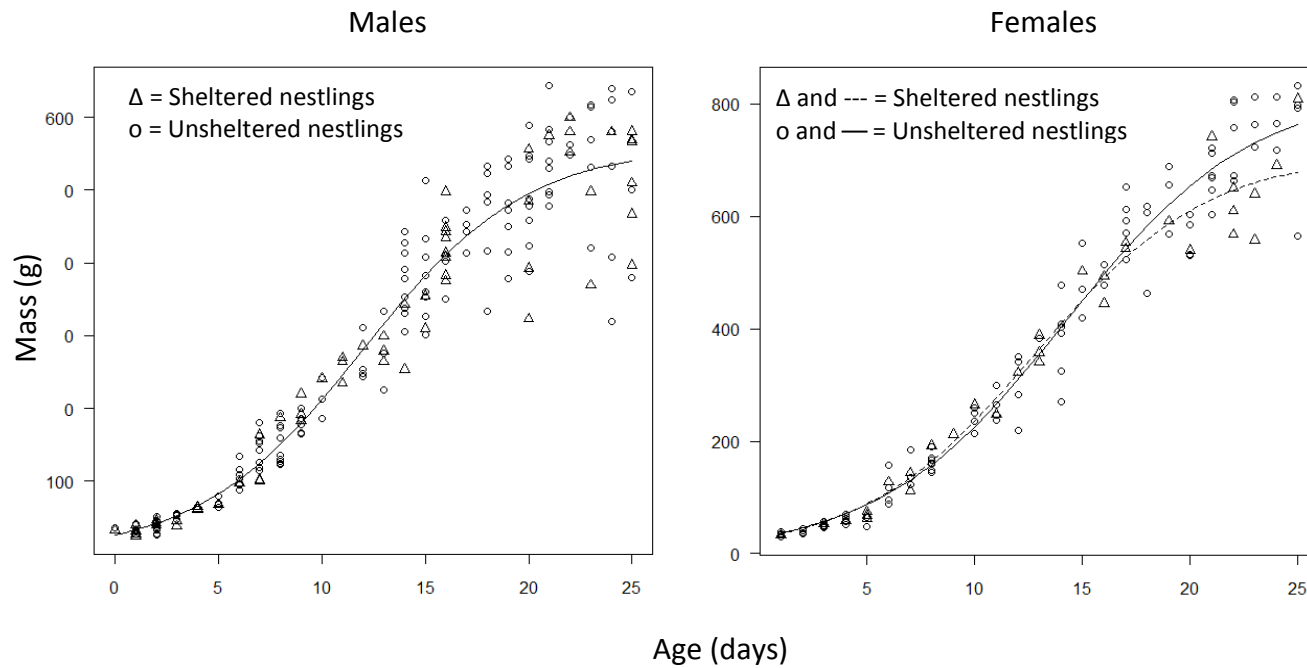 Males
Females
Δ = Sheltered nestlings
o = Unsheltered nestlings
Δ and --- = Sheltered nestlings
o and — = Unsheltered nestlings
Mass (g)
600
0
0
0
0
100
0 5 10 15 20 25
800
600
400
200
0
5 10 15 20 25
Age (days)